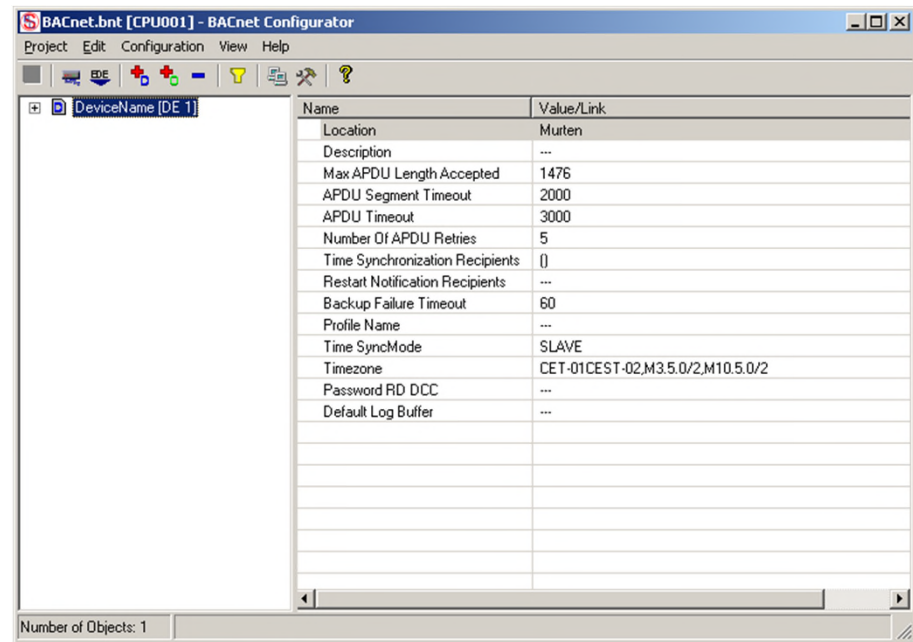 BACnet.bnt [CPU001] - BACnet Configurator
Project Edit Configuration View Help
EDE
DeviceName [DE 1]
Name Value/Link
Location Murten
Description ---
Max APDU Length Accepted 1476
APDU Segment Timeout 2000
APDU Timeout 3000
Number Of APDU Retries 5
Time Synchronization Recipients ()
Restart Notification Recipients ---
Backup Failure Timeout 60
Profile Name ---
Time SyncMode SLAVE
Timezone CET-01CEST-02,M3.5.0/2,M10.5.0/2
Password RD DCC ---
Default Log Buffer ---
Number of Objects: 1